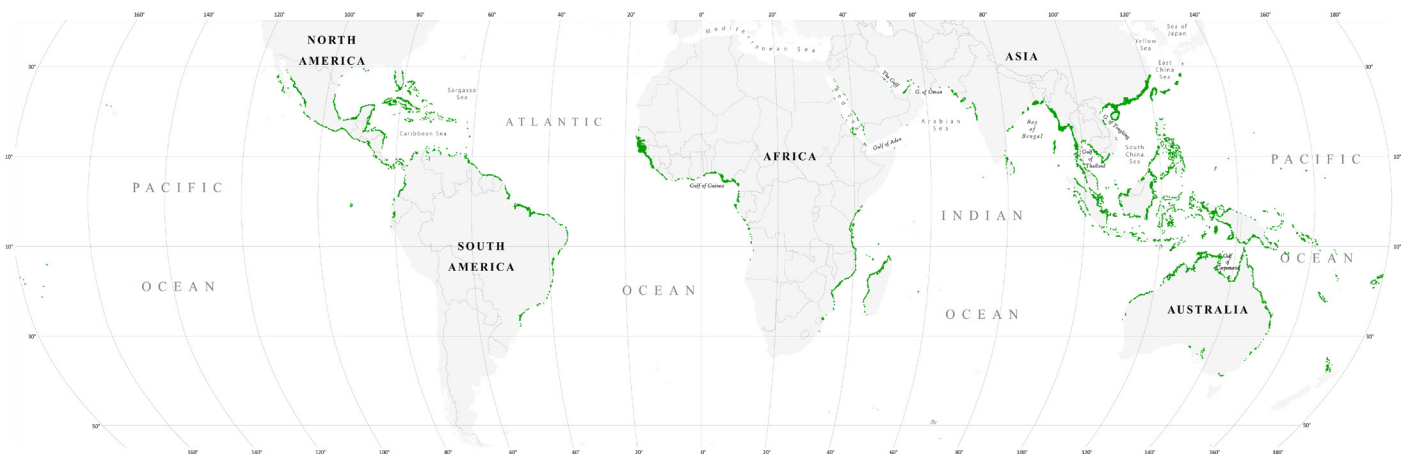 160° 140° 120° 100° 80° 60° 40° 20° 0° 20° 40° 60° 80° 100° 120° 140° 160° 180°
NORTH
AMERICA
Mediterranean Sea
ASIA
Sea of
Japan
Yellow
Sea
East
China
Sea
30°
30°
Sargasso
Sea
The Gulf
G. of Oman
Red Sea
ATLANTIC
Arabian
Sea
Bay
of
Bengal
G. of Tongking
Caribbean Sea
Gulf of Aden
South
China
Sea
Gulf
of
Thailand
10°
AFRICA
10°
PACIFIC
PACIFIC
Gulf of Guinea
INDIAN
10°
SOUTH
AMERICA
10°
Gulf
of
Carpentaria
OCEAN
OCEAN
OCEAN
OCEAN
AUSTRALIA
30°
30°
50°
50°
160° 140° 120° 100° 80° 60° 40° 20° 0° 20° 40° 60° 80° 100° 120° 140° 160° 180°